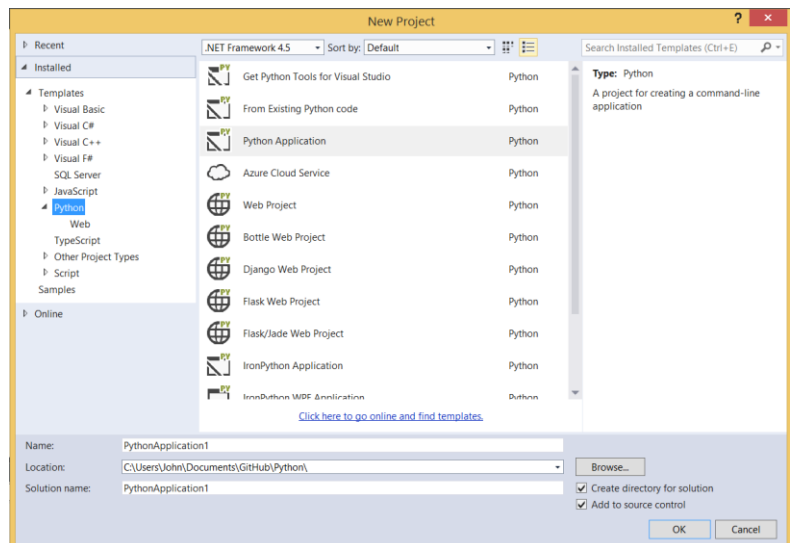 New Project
?
Recent
Installed
Templates
Visual Basic
Visual C#
Visual C++
Visual F#
SQL Server
JavaScript
Python
Web
TypeScript
Other Project Types
Script
Samples
Online
.NET Framework 4.5 Sort by: Default
Get Python Tools for Visual Studio Python
From Existing Python code Python
Python Application Python
Azure Cloud Service Python
Web Project Python
Bottle Web Project Python
Django Web Project Python
Flask Web Project Python
Flask/Jade Web Project Python
IronPython Application Python
IronPython WPF Application Python
Click here to go online and find templates.
Search Installed Templates (Ctrl+E)
Type: Python
A project for creating a command-line
application
Name: PythonApplication1
Location: C:\Users\John\Documents\GitHub\Python\ Browse...
Solution name: PythonApplication1
Create directory for solution
Add to source control
OK Cancel